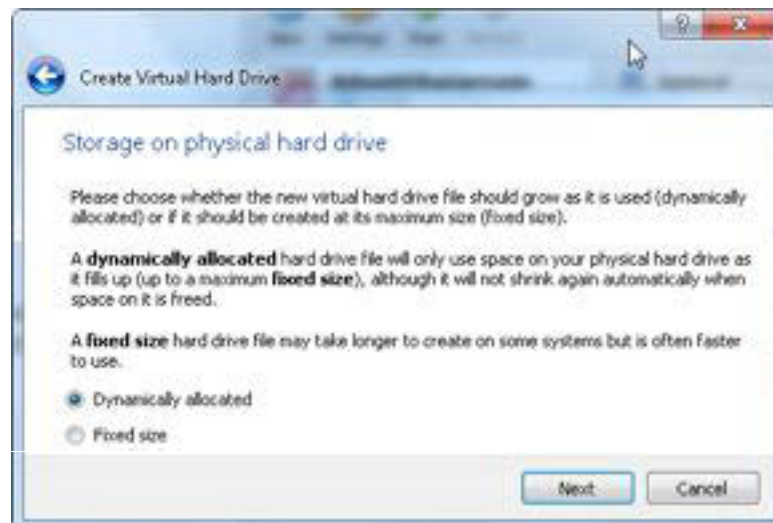 Create Virtual Hard Drive
Storage on physical hard drive
Please choose whether the new virtual hard drive file should grow as it is used (dynamically
allocated) or if it should be created at its maximum size (fixed size).
A dynamically allocated hard drive file will only use space on your physical hard drive as
it fills up (up to a maximum fixed size), although it will not shrink again automatically when
space on it is freed.
A fixed size hard drive file may take longer to create on some systems but is often faster
to use.
Dynamically allocated
Fixed size
Next
Cancel